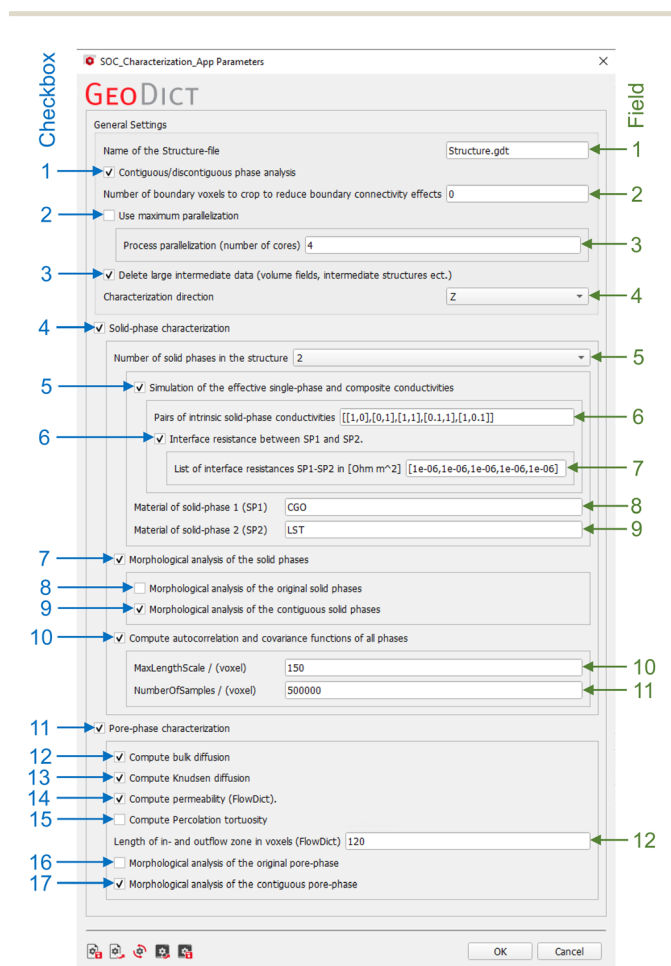 Checkbox
Field
SOC_Characterization_App Parameters
GEODICT
General Settings
Name of the Structure-file Structure.gdt 1
1 Contiguous/discontiguous phase analysis
Number of boundary voxels to crop to reduce boundary connectivity effects 0 2
2 Use maximum parallelization
Process parallelization (number of cores) 4 3
3 Delete large intermediate data (volume fields, intermediate structures ect.)
Characterization direction Z 4
4 Solid-phase characterization
Number of solid phases in the structure 2 5
5 Simulation of the effective single-phase and composite conductivities
Pairs of intrinsic solid-phase conductivities [[1,0],[0,1],[1,1],[0.1,1],[1,0.1]] 6
6 Interface resistance between SP1 and SP2.
List of interface resistances SP1-SP2 in [Ohm m^2] [1e-06,1e-06,1e-06,1e-06,1e-06] 7
Material of solid-phase 1 (SP1) CGO 8
Material of solid-phase 2 (SP2) LST 9
7 Morphological analysis of the solid phases
8 Morphological analysis of the original solid phases
9 Morphological analysis of the contiguous solid phases
10 Compute autocorrelation and covariance functions of all phases
MaxLengthScale / (voxel) 150 10
NumberOfSamples / (voxel) 500000 11
11 Pore-phase characterization
12 Compute bulk diffusion
13 Compute Knudsen diffusion
14 Compute permeability (FlowDict).
15 Compute Percolation tortuosity
Length of in- and outflow zone in voxels (FlowDict) 120 12
16 Morphological analysis of the original pore-phase
17 Morphological analysis of the contiguous pore-phase
OK Cancel